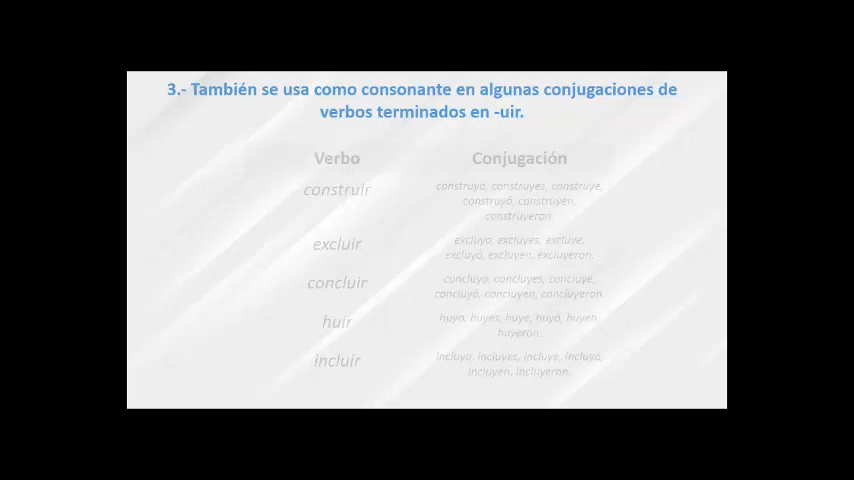 3.- También se usa como consonante en algunas conjugaciones de
verbos terminados en -uir.
Verbo Conjugación
construir construyo, construyes, construye,
construyó, construyen,
construyeron.
excluir excluyo, excluyes, excluye,
excluyó, excluyen, excluyeron.
concluir concluyo, concluyes, concluye,
concluyó, concluyen, concluyeron.
huir huyo, huyes, huye, huyó, huyen,
huyeron.
incluir incluyo, incluyes, incluye, incluyó,
incluyen, incluyeron.